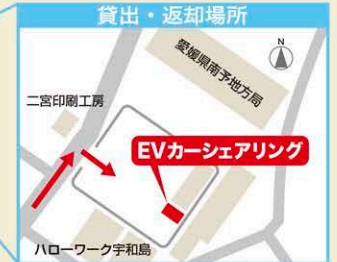 貸出・返却場所
N
愛媛県南予地方局
二宮印刷工房
EVカーシェアリング
ハローワーク宇和島